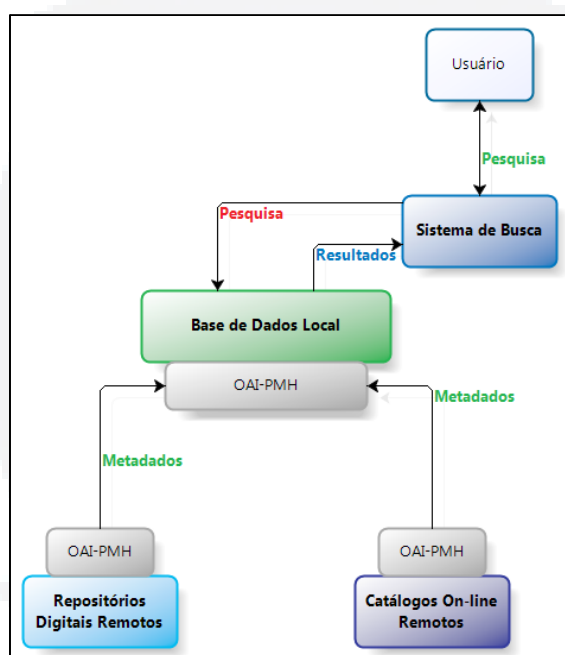 Usuário
Pesquisa
Pesquisa
Sistema de Busca
Resultados
Base de Dados Local
OAI-PMH
Metadados
Metadados
OAI-PMH
OAI-PMH
Repositórios
Digitais Remotos
Catálogos On-line
Remotos